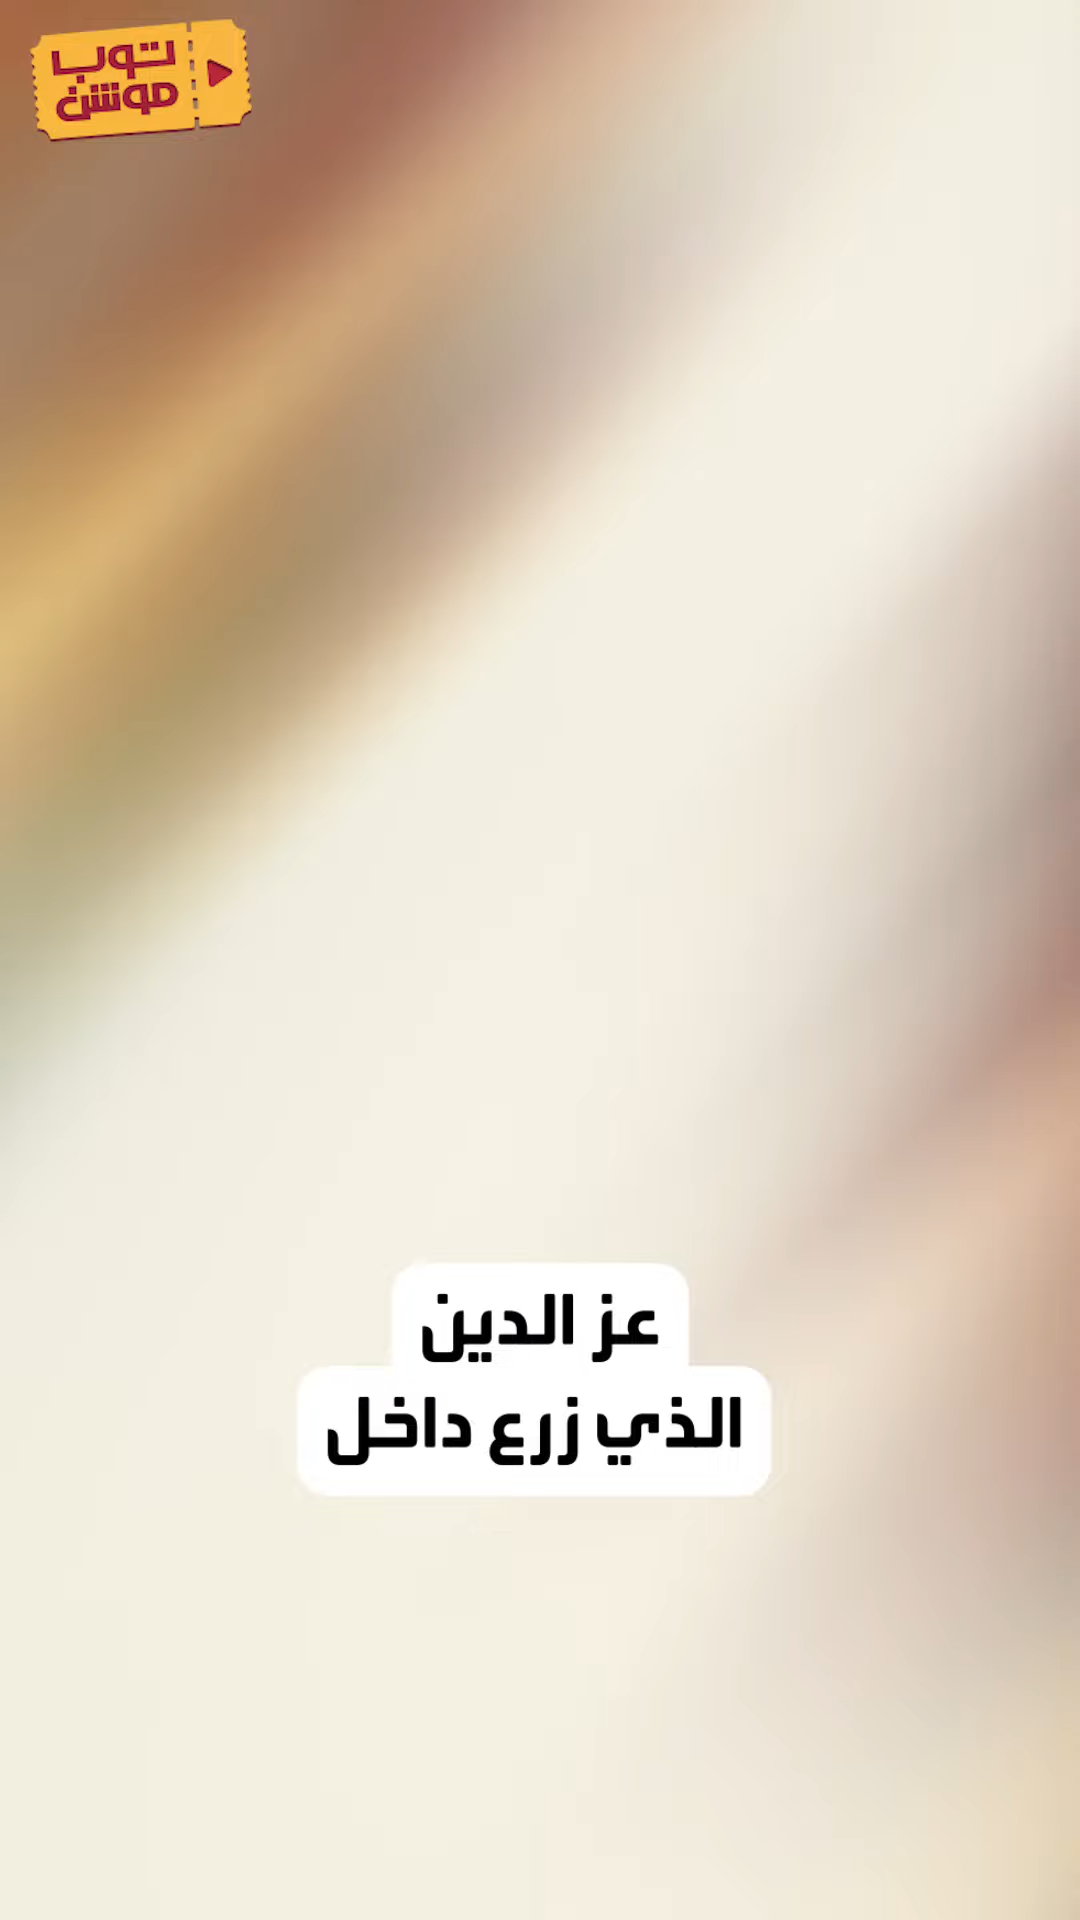 توب
موشن
عز الدين
الذي زرع داخل